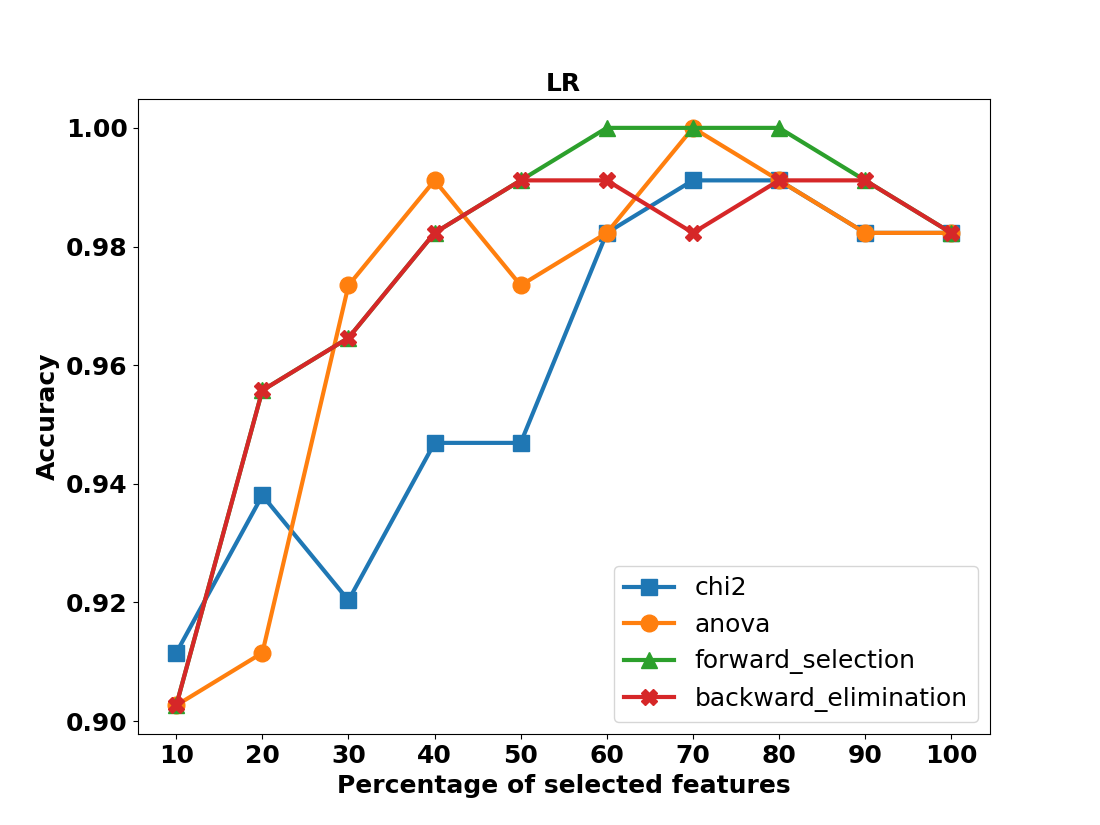 LR
1.00
0.98
0.96
0.94
0.92
0.90
Accuracy
chi2
anova
forward_selection
backward_elimination
10 20 30 40 50 60 70 80 90 100
Percentage of selected features